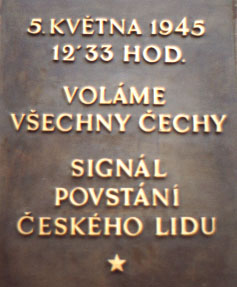 5. KVĚTNA 1945
12´33 HOD.
VOLÁME
VŠECHNY ČECHY
SIGNÁL
POVSTÁNÍ
ČESKÉHO LIDU